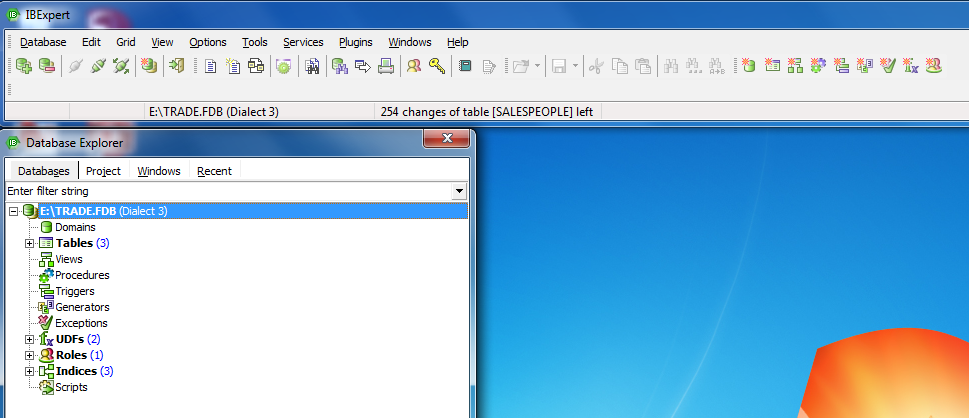 IBExpert
Database Edit Grid View Options Tools Services Plugins Windows Help
E:\TRADE.FDB (Dialect 3) 254 changes of table [SALESPEOPLE] left
Database Explorer
Databases Project Windows Recent
Enter filter string
E:\TRADE.FDB (Dialect 3)
Domains
Tables (3)
Views
Procedures
Triggers
Generators
Exceptions
UDFs (2)
Roles (1)
Indices (3)
Scripts